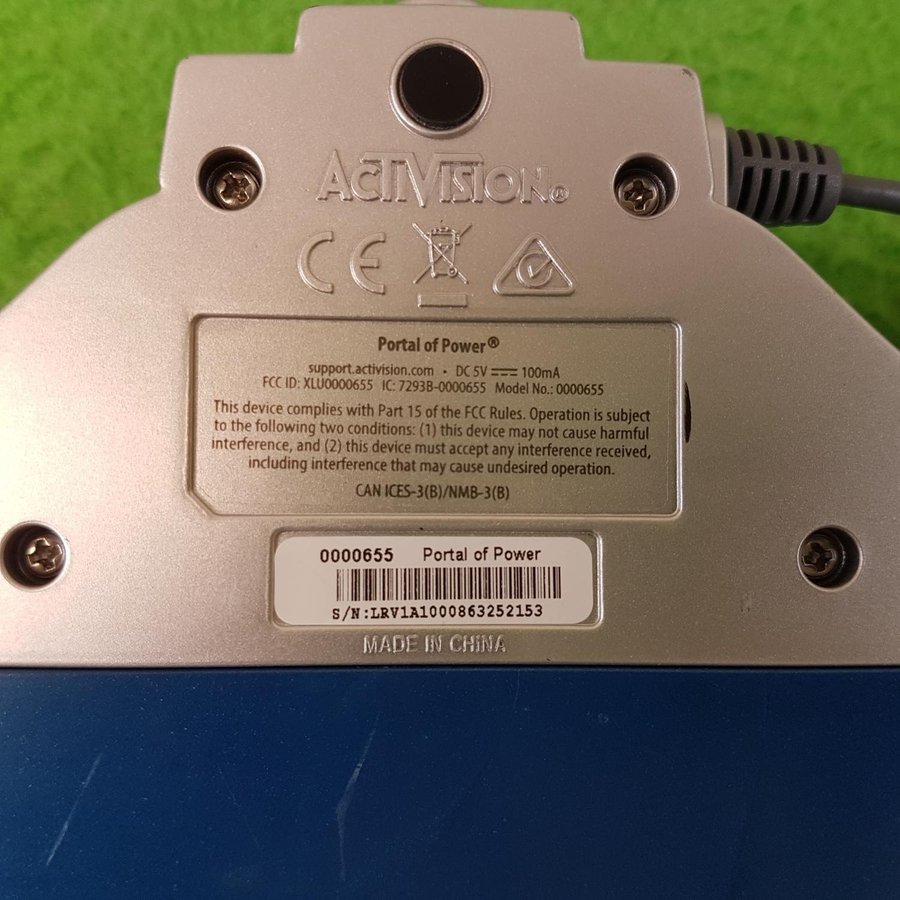 ACTIVISION®
CE
Portal of Power®
support.activision.com • DC 5V ⎓ 100mA
FCC ID: XLU0000655 IC: 7293B-0000655 Model No.: 0000655
This device complies with Part 15 of the FCC Rules. Operation is subject
to the following two conditions: (1) this device may not cause harmful
interference, and (2) this device must accept any interference received,
including interference that may cause undesired operation.
CAN ICES-3(B)/NMB-3(B)
0000655 Portal of Power
S/N:LRV1A1000863252153
MADE IN CHINA